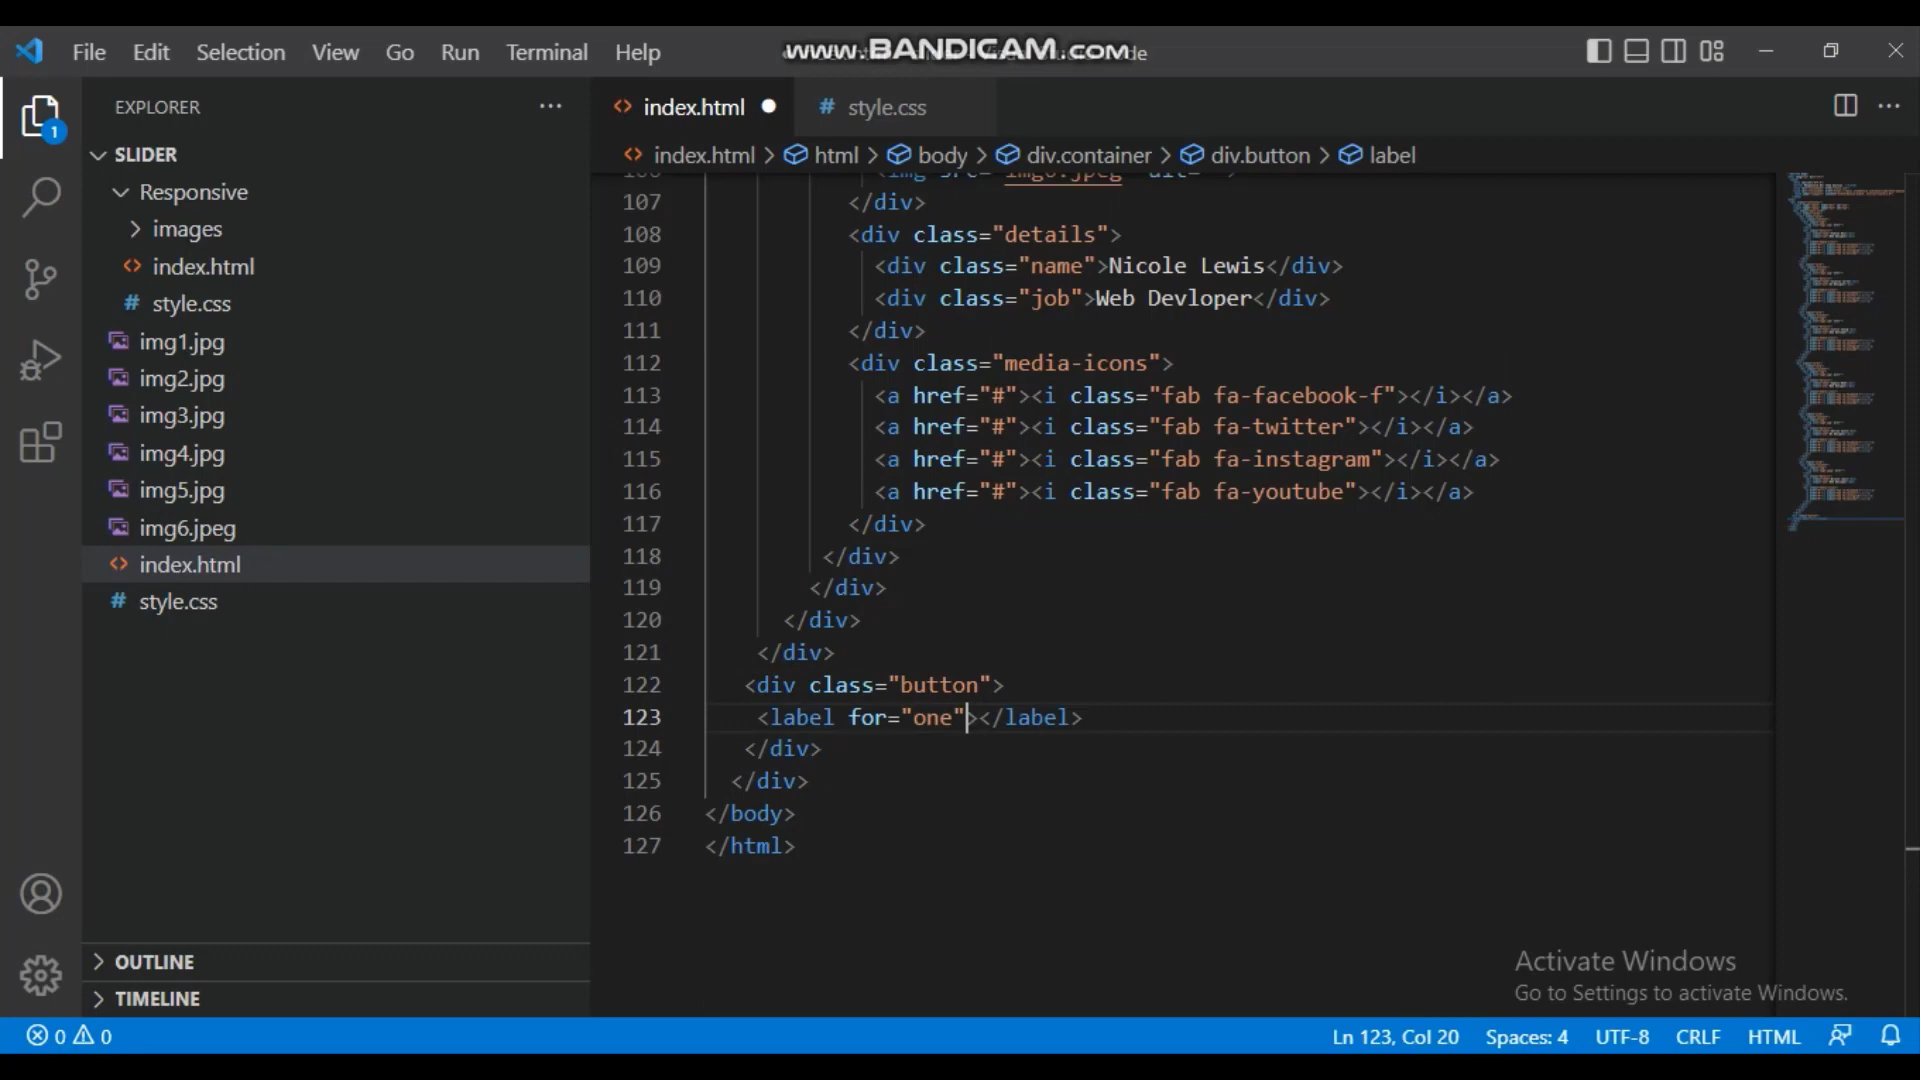 File Edit Selection View Go Run Terminal Help www.BANDICAM.com
EXPLORER
SLIDER
Responsive
images
index.html
style.css
img1.jpg
img2.jpg
img3.jpg
img4.jpg
img5.jpg
img6.jpeg
index.html
style.css
OUTLINE
TIMELINE
1
index.html style.css
index.html > html > body > div.container > div.button > label
107 </div>
108 <div class="details">
109 <div class="name">Nicole Lewis</div>
110 <div class="job">Web Devloper</div>
111 </div>
112 <div class="media-icons">
113 <a href="#"><i class="fab fa-facebook-f"></i></a>
114 <a href="#"><i class="fab fa-twitter"></i></a>
115 <a href="#"><i class="fab fa-instagram"></i></a>
116 <a href="#"><i class="fab fa-youtube"></i></a>
117 </div>
118 </div>
119 </div>
120 </div>
121 </div>
122 <div class="button">
123 <label for="one"></label>
124 </div>
125 </div>
126 </body>
127 </html>
Activate Windows
Go to Settings to activate Windows.
0 0 Ln 123, Col 20 Spaces: 4 UTF-8 CRLF HTML